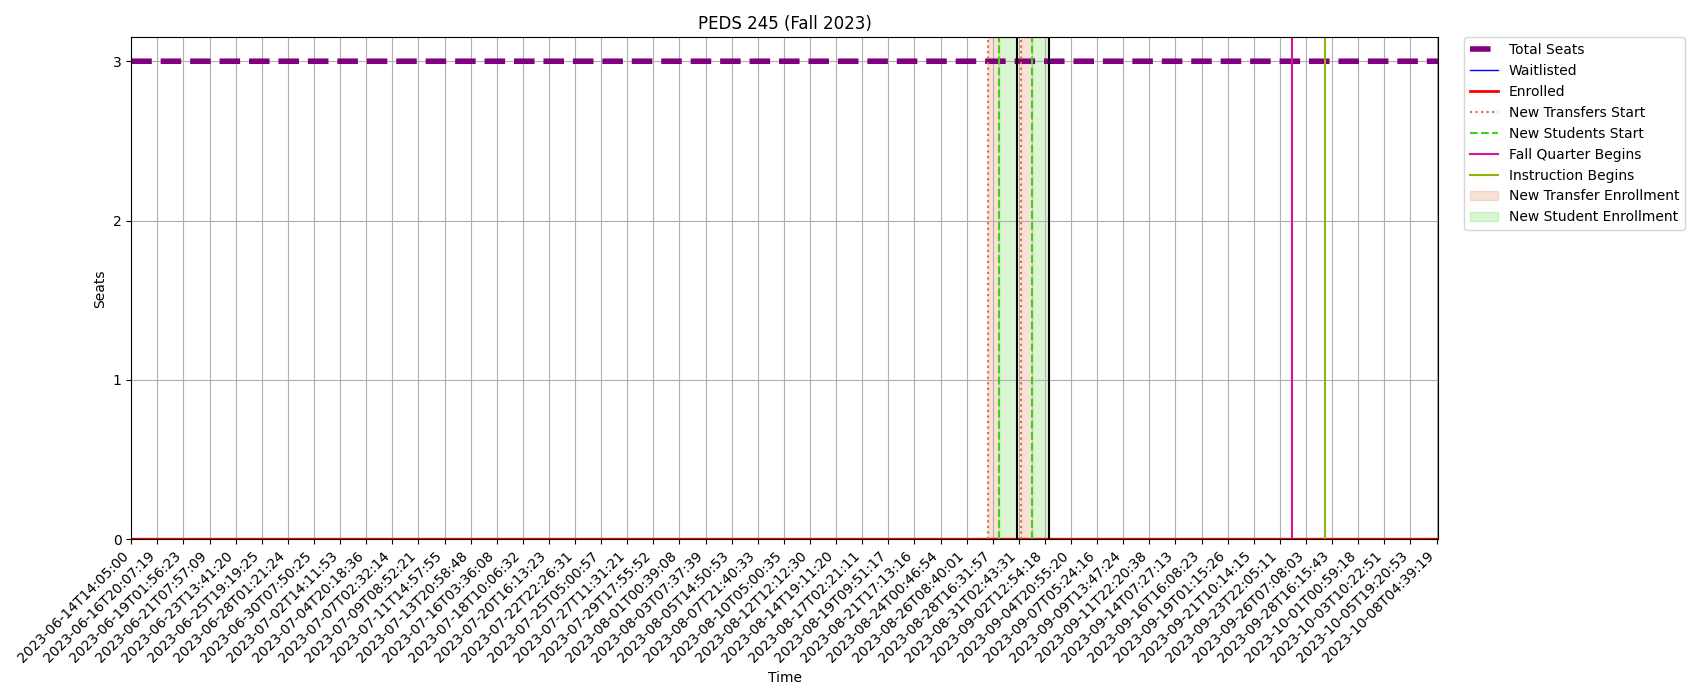 PEDS 245 (Fall 2023)
3
2
1
0
Seats
2023-06-14T14:05:00
2023-06-16T20:07:19
2023-06-19T01:56:23
2023-06-21T07:57:09
2023-06-23T13:41:20
2023-06-25T19:19:25
2023-06-28T01:21:24
2023-06-30T07:50:25
2023-07-02T14:11:53
2023-07-04T20:18:36
2023-07-07T02:32:14
2023-07-09T08:52:21
2023-07-11T14:57:55
2023-07-13T20:58:48
2023-07-16T03:36:08
2023-07-18T10:06:32
2023-07-20T16:13:23
2023-07-22T22:26:31
2023-07-25T05:00:57
2023-07-27T11:31:21
2023-07-29T17:55:52
2023-08-01T00:39:08
2023-08-03T07:37:39
2023-08-05T14:50:53
2023-08-07T21:40:33
2023-08-10T05:00:35
2023-08-12T12:12:30
2023-08-14T19:11:20
2023-08-17T02:21:11
2023-08-19T09:51:17
2023-08-21T17:13:16
2023-08-24T00:46:54
2023-08-26T08:40:01
2023-08-28T16:31:57
2023-08-31T02:43:31
2023-09-02T12:54:18
2023-09-04T20:55:20
2023-09-07T05:24:16
2023-09-09T13:47:24
2023-09-11T22:20:38
2023-09-14T07:27:13
2023-09-16T16:08:23
2023-09-19T01:15:26
2023-09-21T10:14:15
2023-09-23T22:05:11
2023-09-26T07:08:03
2023-09-28T16:15:43
2023-10-01T00:59:18
2023-10-03T10:22:51
2023-10-05T19:20:53
2023-10-08T04:39:19
Time
Total Seats
Waitlisted
Enrolled
New Transfers Start
New Students Start
Fall Quarter Begins
Instruction Begins
New Transfer Enrollment
New Student Enrollment